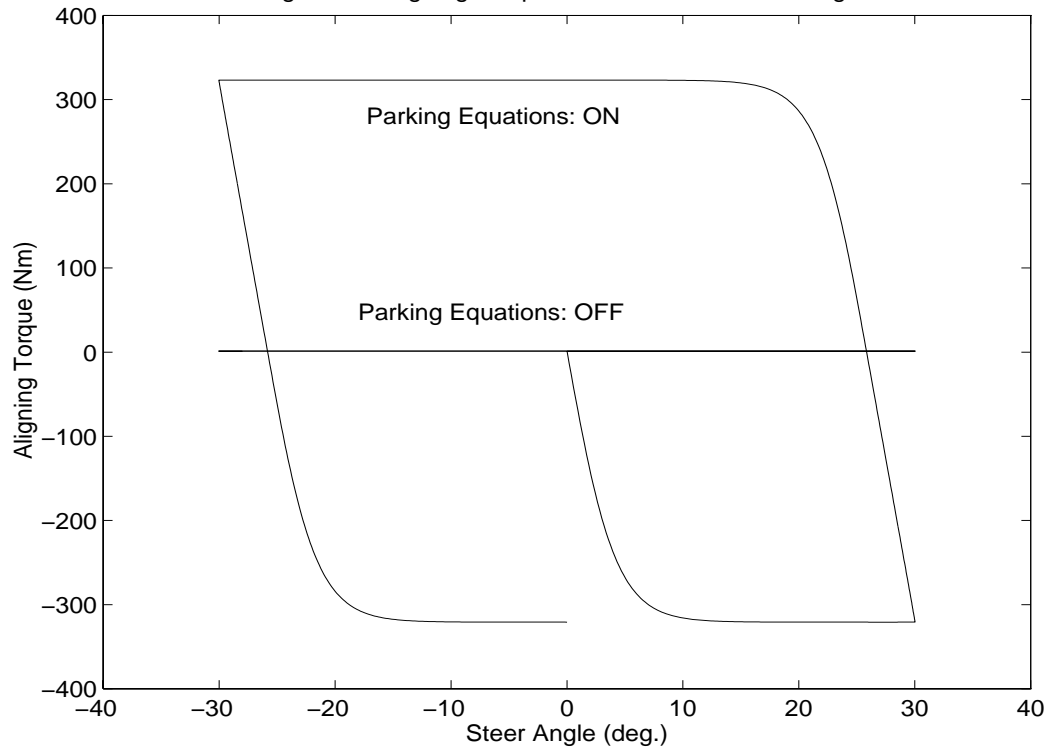 400
300
200
100
0
−100
−200
−300
−400
Aligning Torque (Nm)
Parking Equations: ON
Parking Equations: OFF
−40 −30 −20 −10 0 10 20 30 40
Steer Angle (deg.)